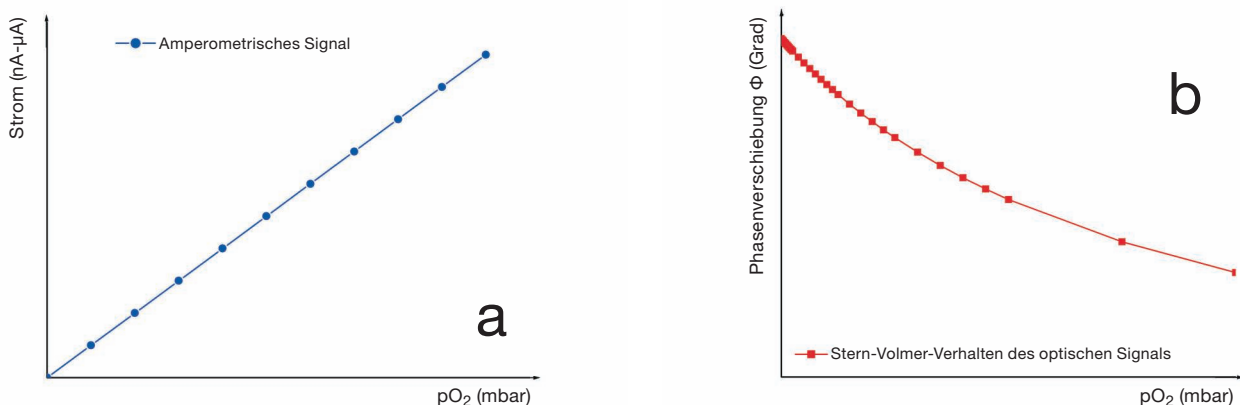 Strom (nA-µA)
Amperometrisches Signal
a
pO2 (mbar)
Phasenverschiebung Φ (Grad)
b
Stern-Volmer-Verhalten des optischen Signals
pO2 (mbar)